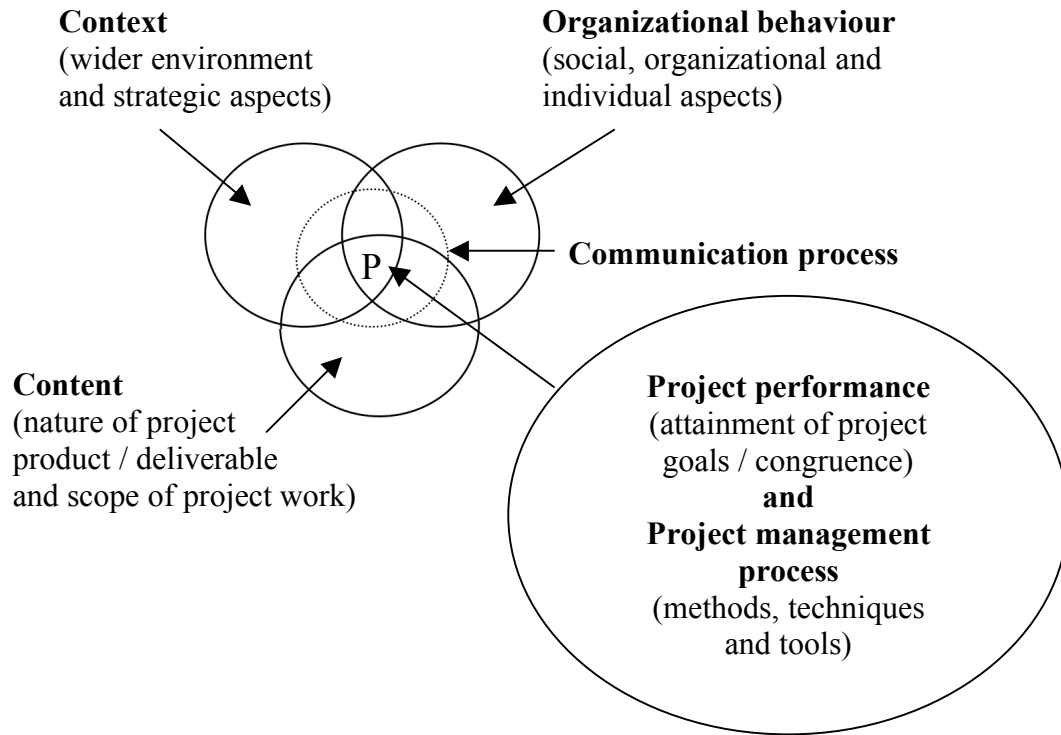 Context
(wider environment
and strategic aspects)
Organizational behaviour
(social, organizational and
individual aspects)
P
Communication process
Content
(nature of project
product / deliverable
and scope of project work)
Project performance
(attainment of project
goals / congruence)
and
Project management
process
(methods, techniques
and tools)